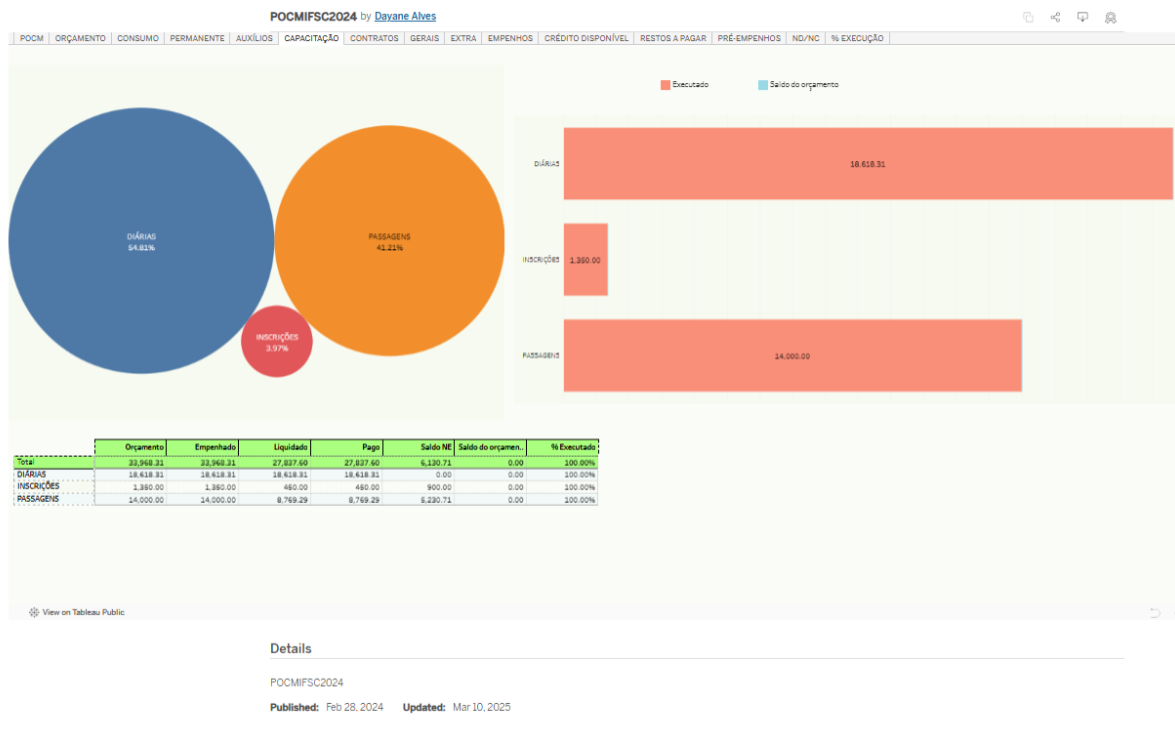 POCMIFSC2024 by Dayane Alves
POCM ORÇAMENTO CONSUMO PERMANENTE AUXÍLIOS CAPACITAÇÃO CONTRATOS GERAIS EXTRA EMPENHOS CRÉDITO DISPONÍVEL RESTOS A PAGAR PRÉ-EMPENHOS ND/NC % EXECUÇÃO
Executado Saldo do orçamento
DIÁRIAS
54.81%
PASSAGENS
41.21%
INSCRIÇÕES
3.97%
DIÁRIAS 18,618.31
INSCRIÇÕES 1,350.00
PASSAGENS 14,000.00
Orçamento Empenhado Liquidado Pago Saldo NE Saldo do orçamen.. % Executado
Total 33,968.31 33,968.31 27,837.60 27,837.60 6,130.71 0.00 100.00%
DIÁRIAS 18,618.31 18,618.31 18,618.31 18,618.31 0.00 0.00 100.00%
INSCRIÇÕES 1,350.00 1,350.00 450.00 450.00 900.00 0.00 100.00%
PASSAGENS 14,000.00 14,000.00 8,769.29 8,769.29 5,230.71 0.00 100.00%
View on Tableau Public
Details
POCMIFSC2024
Published: Feb 28, 2024 Updated: Mar 10, 2025